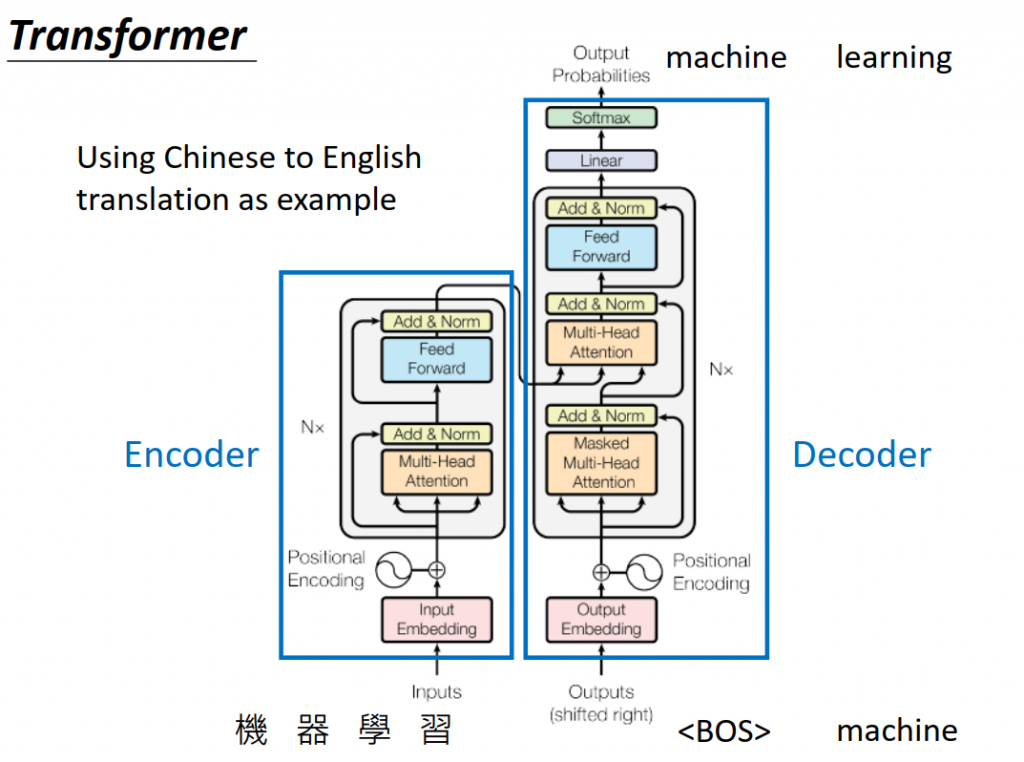 Transformer
Output
Probabilities
machine learning
Softmax
Linear
Using Chinese to English
translation as example
Add & Norm
Feed
Forward
Add & Norm
Multi-Head
Attention
Nx
Add & Norm
Masked
Multi-Head
Attention
Decoder
Add & Norm
Feed
Forward
Nx
Add & Norm
Multi-Head
Attention
Encoder
Positional
Encoding
Positional
Encoding
Input
Embedding
Output
Embedding
Inputs
Outputs
(shifted right)
機 器 學 習
<BOS> machine